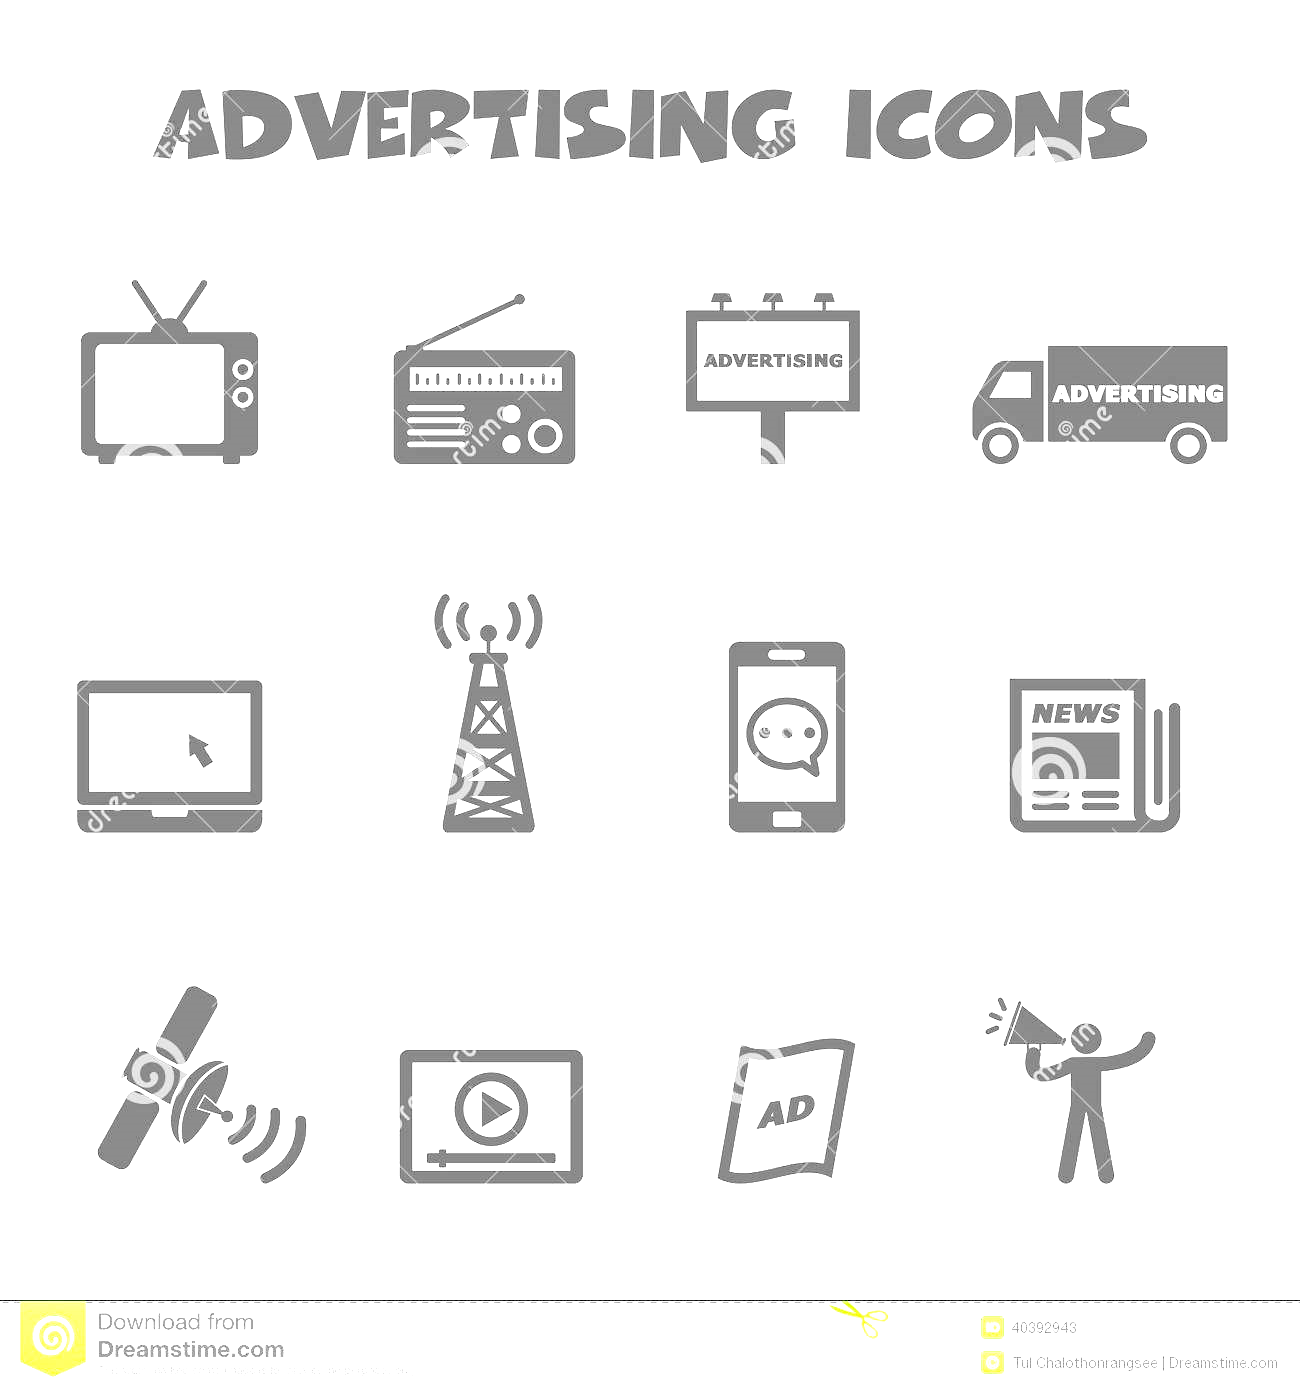 ADVERTISING ICONS
ADVERTISING
ADVERTISING
NEWS
AD
Download from
Dreamstime.com
40392943
Tul Chalothonrangsee | Dreamstime.com